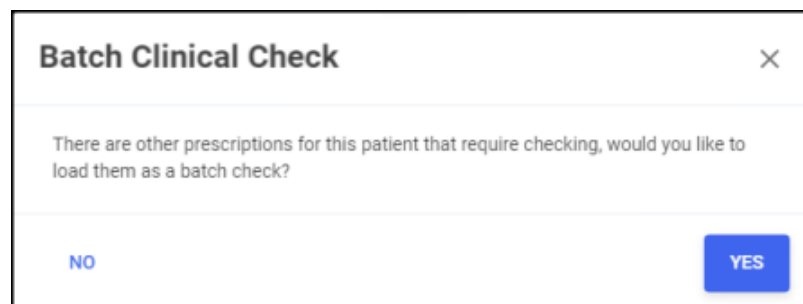 Batch Clinical Check
There are other prescriptions for this patient that require checking, would you like to
load them as a batch check?
NO
YES